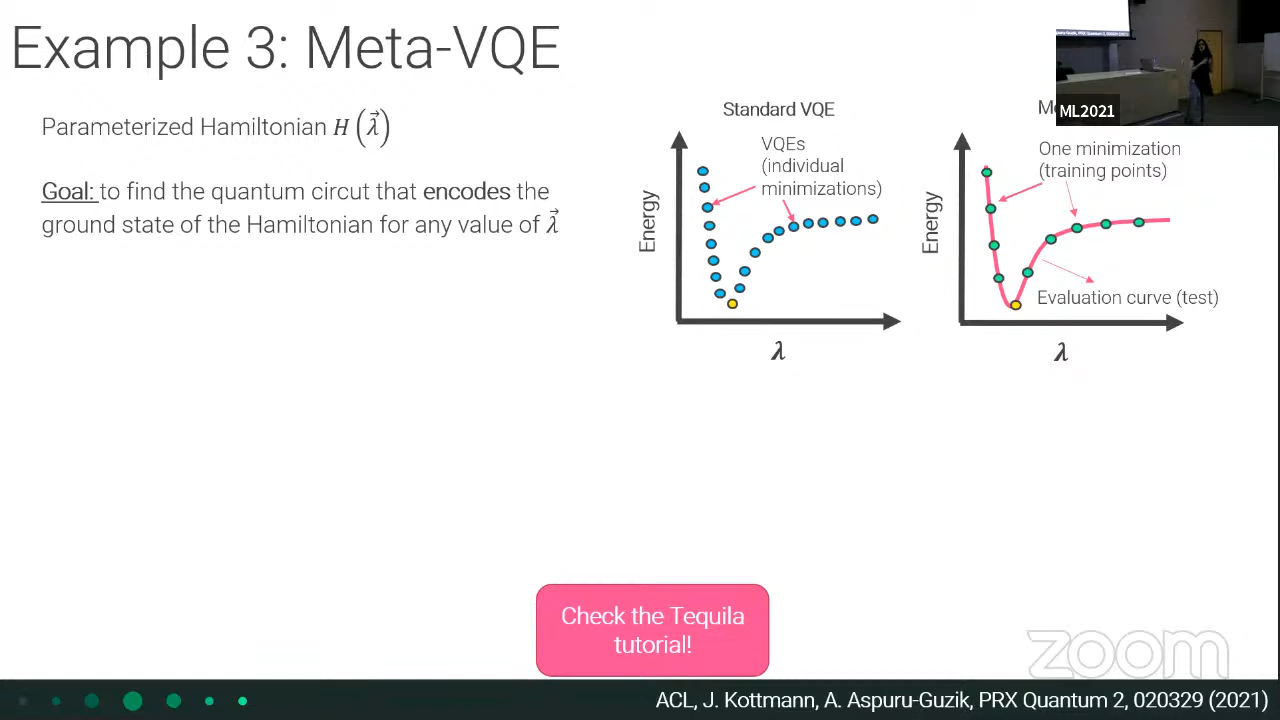 Example 3: Meta-VQE
Parameterized Hamiltonian H(λ⃗)
Goal: to find the quantum circut that encodes the
ground state of the Hamiltonian for any value of λ⃗
Standard VQE
VQEs
(individual
minimizations)
Energy
λ
One minimization
(training points)
Energy
Evaluation curve (test)
λ
ML2021
Check the Tequila
tutorial!
zoom
ACL, J. Kottmann, A. Aspuru-Guzik, PRX Quantum 2, 020329 (2021)